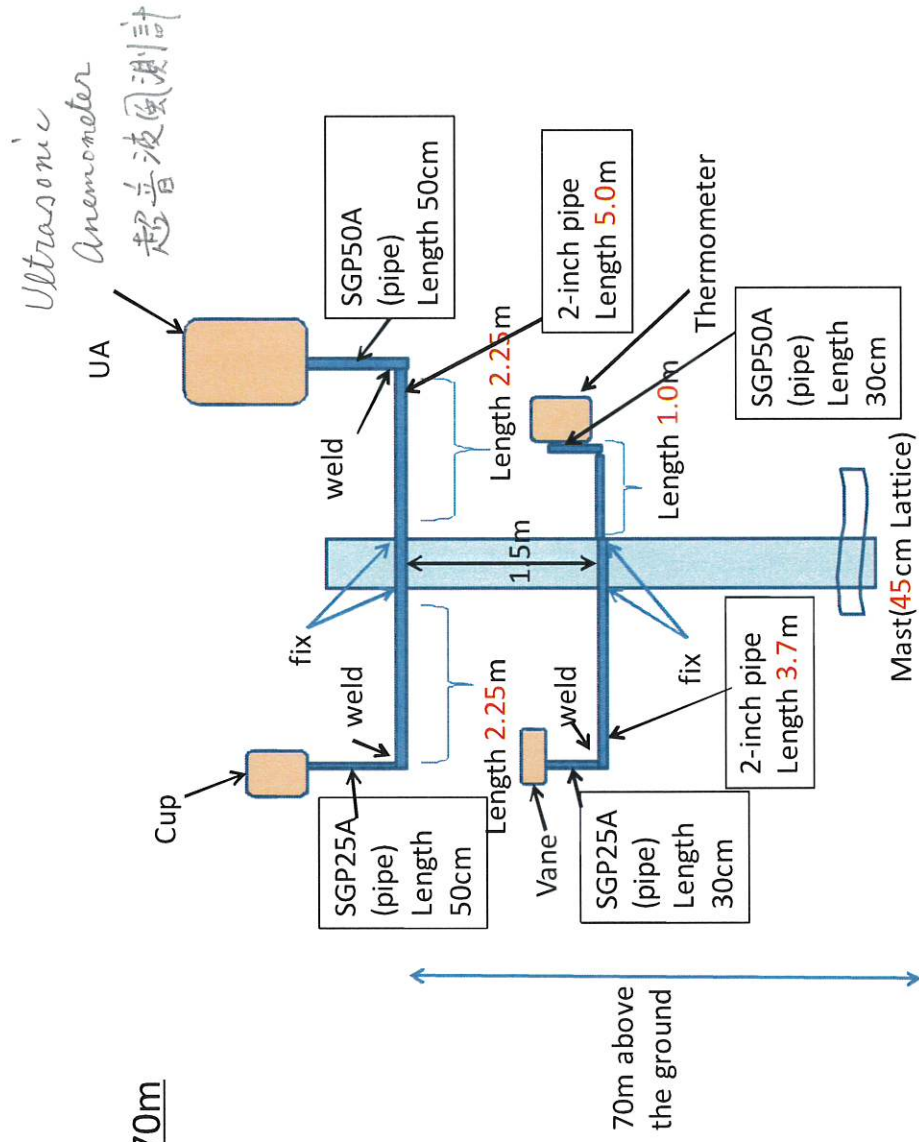 70m
Ultrasonic
Anemometer
超音波風測計
UA
Cup
weld
fix
weld
SGP50A
(pipe)
Length 50cm
SGP25A
(pipe)
Length
50cm
Length 2.25m
Length 2.25m
2-inch pipe
Length 5.0m
1.5m
Vane
weld
Thermometer
Length 1.0m
SGP25A
(pipe)
Length
30cm
fix
SGP50A
(pipe)
Length
30cm
2-inch pipe
Length 3.7m
70m above
the ground
Mast(45cm Lattice)